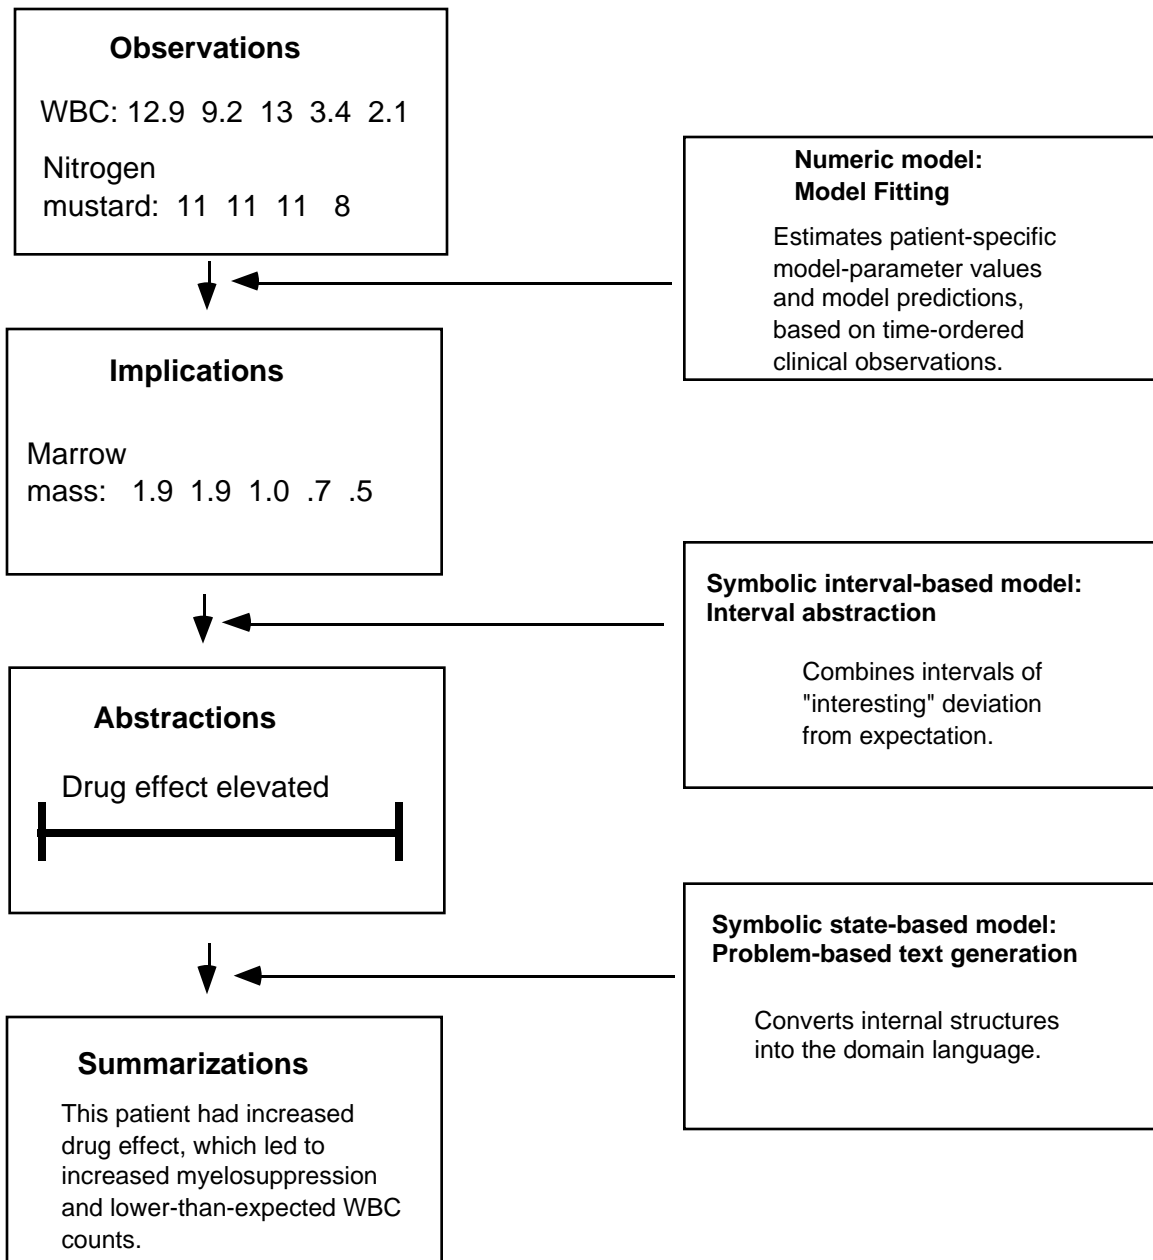 Observations
WBC: 12.9 9.2 13 3.4 2.1
Nitrogen
mustard: 11 11 11 8
Numeric model:
Model Fitting
Estimates patient-specific
model-parameter values
and model predictions,
based on time-ordered
clinical observations.
Implications
Marrow
mass: 1.9 1.9 1.0 .7 .5
Symbolic interval-based model:
Interval abstraction
Combines intervals of
"interesting" deviation
from expectation.
Abstractions
Drug effect elevated
Symbolic state-based model:
Problem-based text generation
Converts internal structures
into the domain language.
Summarizations
This patient had increased
drug effect, which led to
increased myelosuppression
and lower-than-expected WBC
counts.